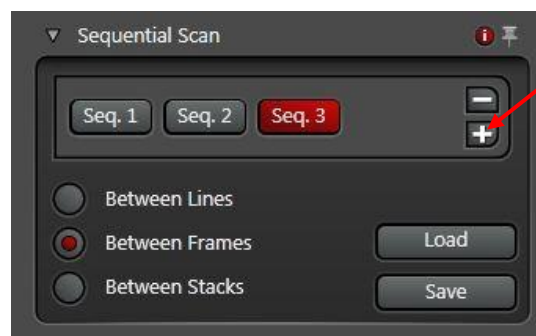 Sequential Scan
Seq. 1 Seq. 2 Seq. 3
Between Lines
Between Frames Load
Between Stacks Save